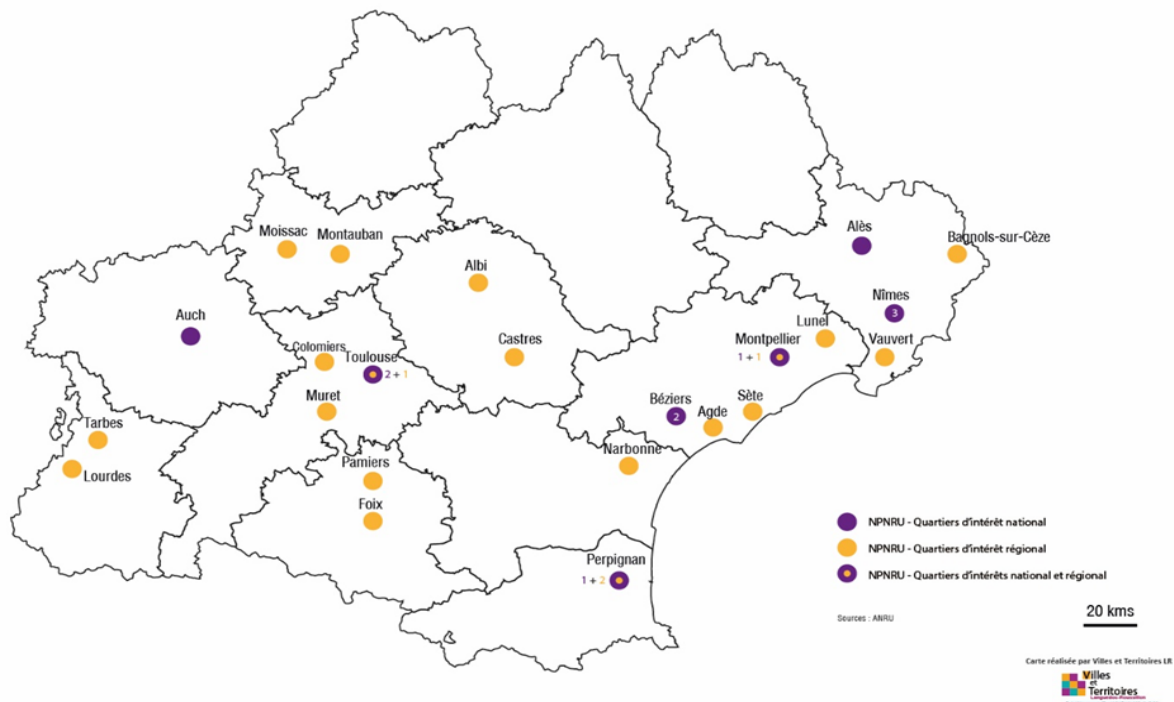 Moissac
Montauban
Alès
Bagnols-sur-Cèze
Albi
Nîmes
3
Auch
Lunel
Castres
Montpellier
1 + 1
Vauvert
Colomiers
Toulouse
2 + 1
Muret
Béziers
2
Agde
Sète
Tarbes
Lourdes
Narbonne
Pamiers
Foix
Perpignan
1 + 2
NPNRU - Quartiers d'intérêt national
NPNRU - Quartiers d'intérêt régional
NPNRU - Quartiers d'intérêts national et régional
Sources : ANRU
20 kms
Carte réalisée par Villes et Territoires LR
Villes
et
Territoires
Languedoc-Roussillon